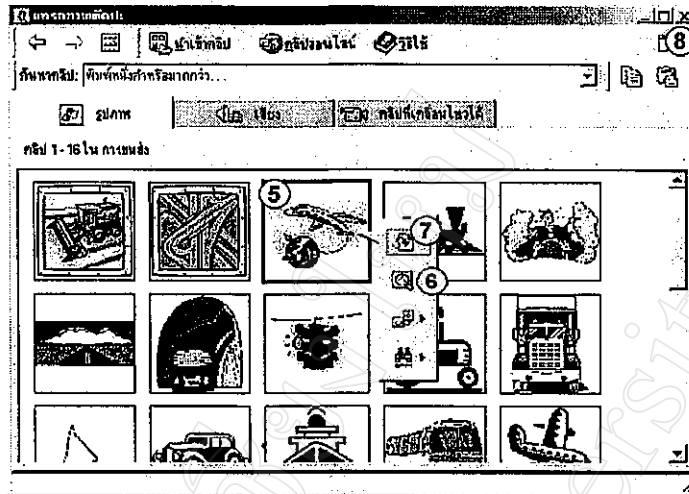 แทรกภาพตัดปะ
นำเข้าคลิป คลิปออนไลน์ วิธีใช้ 8
ค้นหาคลิป: พิมพ์หนึ่งคำหรือมากกว่า...
รูปภาพ เสียง คลิปที่เคลื่อนไหวได้
คลิป 1 - 16 ใน การขนส่ง
5
7
6